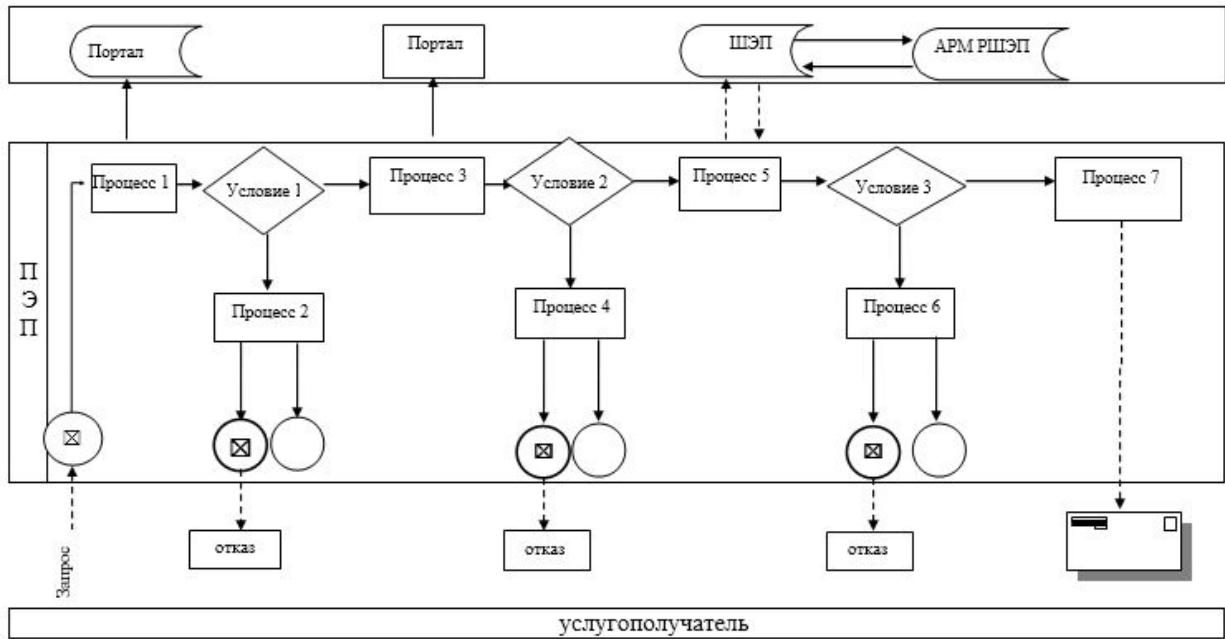 Портал
Портал
ШЭП
АРМ РШЭП
ПЭП
Процесс 1
Условие 1
Процесс 3
Условие 2
Процесс 5
Условие 3
Процесс 7
Процесс 2
Процесс 4
Процесс 6
Запрос
отказ
отказ
отказ
услугополучатель